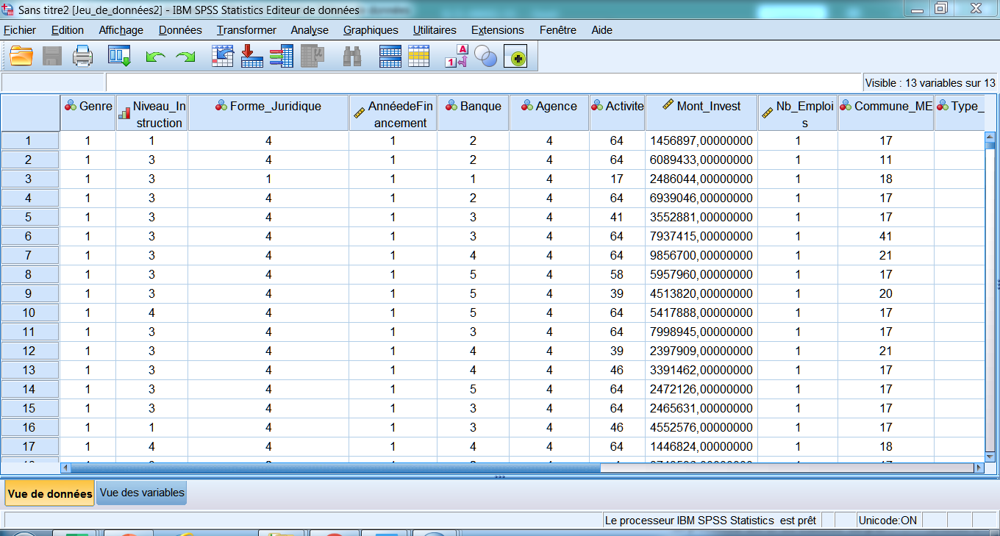 Sans titre2 [Jeu_de_données2] - IBM SPSS Statistics Editeur de données
Fichier Edition Affichage Données Transformer Analyse Graphiques Utilitaires Extensions Fenêtre Aide
Visible : 13 variables sur 13
Genre Niveau_Instruction Forme_Juridique AnnéedeFinancement Banque Agence Activite Mont_Invest Nb_Emplois Commune_ME Type_
1 1 1 4 1 2 4 64 1456897,00000000 1 17
2 1 3 4 1 2 4 64 6089433,00000000 1 11
3 1 3 1 1 1 4 17 2486044,00000000 1 18
4 1 3 4 1 2 4 64 6939046,00000000 1 17
5 1 3 4 1 3 4 41 3552881,00000000 1 17
6 1 3 4 1 3 4 64 7937415,00000000 1 41
7 1 3 4 1 4 4 64 9856700,00000000 1 21
8 1 3 4 1 5 4 58 5957960,00000000 1 17
9 1 3 4 1 5 4 39 4513820,00000000 1 20
10 1 4 4 1 5 4 64 5417888,00000000 1 17
11 1 3 4 1 3 4 64 7998945,00000000 1 17
12 1 3 4 1 4 4 39 2397909,00000000 1 21
13 1 3 4 1 4 4 46 3391462,00000000 1 17
14 1 3 4 1 5 4 64 2472126,00000000 1 17
15 1 3 4 1 3 4 64 2465631,00000000 1 17
16 1 1 4 1 3 4 46 4552576,00000000 1 17
17 1 4 4 1 4 4 64 1446824,00000000 1 18
Vue de données Vue des variables
Le processeur IBM SPSS Statistics est prêt Unicode:ON